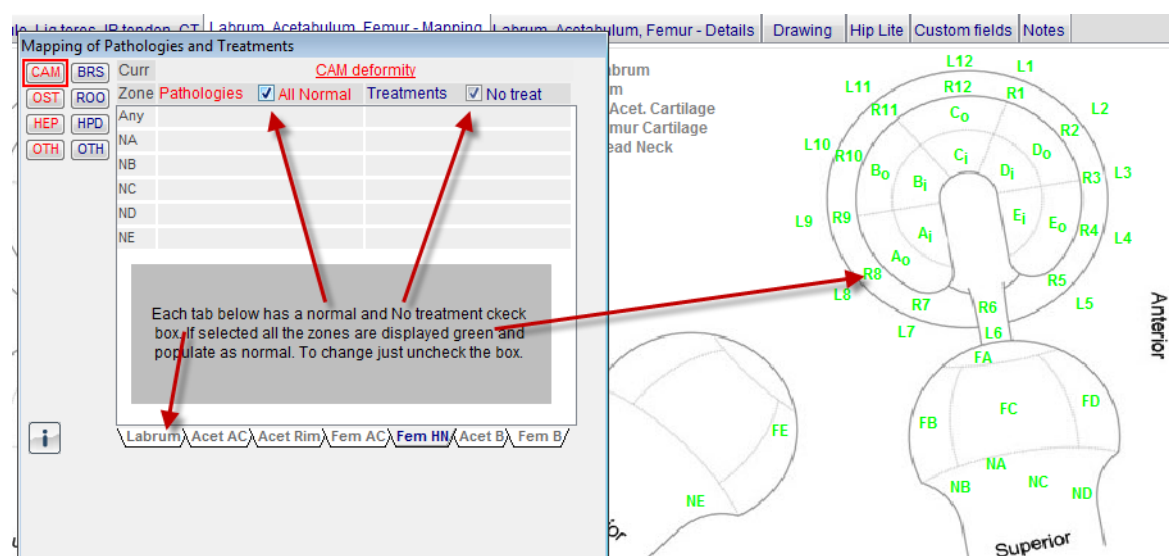 Lig teres, IP tendon, CT
Labrum, Acetabulum, Femur - Mapping
Labrum, Acetabulum, Femur - Details
Drawing
Hip Lite
Custom fields
Notes
Mapping of Pathologies and Treatments
CAM BRS Curr CAM deformity
OST ROO Zone Pathologies All Normal Treatments No treat
HEP HPD Any
OTH OTH NA
NB
NC
ND
NE
Each tab below has a normal and No treatment ckeck
box. If selected all the zones are displayed green and
populate as normal. To change just uncheck the box.
Labrum Acet AC Acet Rim Fem AC Fem HN Acet B Fem B
i
abrum
m
Acet. Cartilage
mur Cartilage
ead Neck
L12 L1
L11 R12 R1
R11 Co L2
R2
L10 R10 Ci Do
Bo Bi Di R3 L3
L9 R9 Ei Eo R4 L4
Ai
Ao
R8 R5
L8 R7 R6 L5
L7 L6
FA
FB FC FD
FE
NA
NB NC ND
NE
Anterior
Superior
or